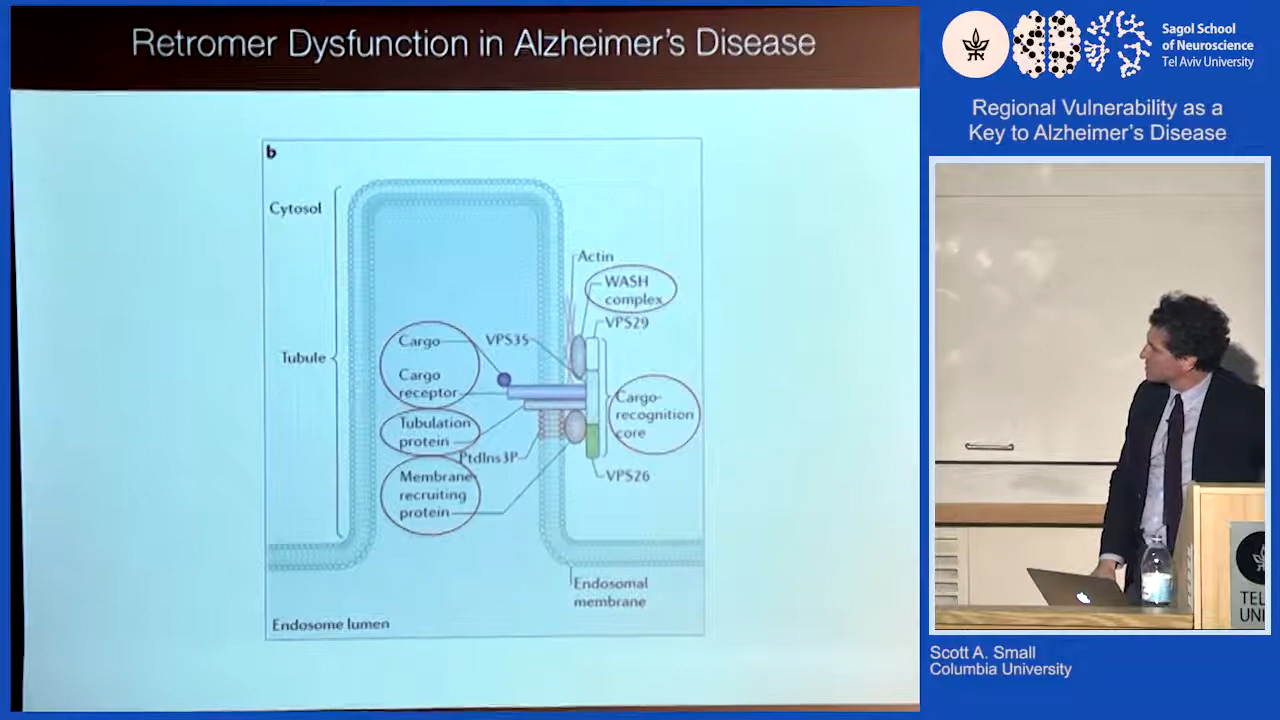 Retromer Dysfunction in Alzheimer's Disease
b
Cytosol
Tubule
Actin
WASH
complex
VPS29
VPS35
Cargo
Cargo
receptor
Tubulation
protein
PtdIns3P
Membrane-
recruiting
protein
Cargo-
recognition
core
VPS26
Endosomal
membrane
Endosome lumen
Sagol School
of Neuroscience
Tel Aviv University
Regional Vulnerability as a
Key to Alzheimer's Disease
TEL
UNI
Scott A. Small
Columbia University